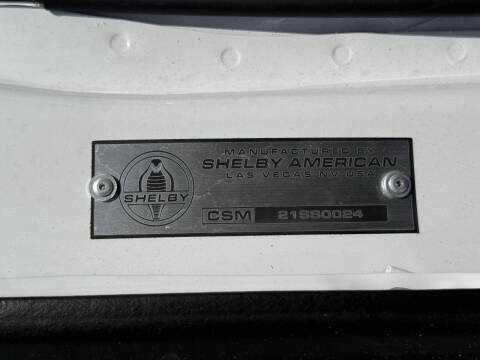 MANUFACTURED BY
SHELBY AMERICAN
LAS VEGAS NV USA
SHELBY
CSM 21SS0024